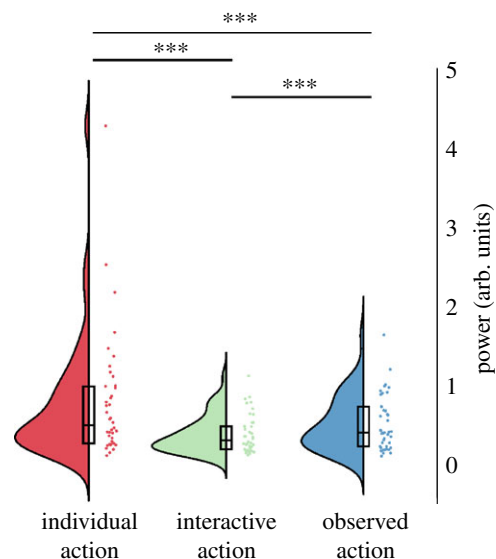 ***
***
***
5
4
3
2
1
0
power (arb. units)
individual
action
interactive
action
observed
action